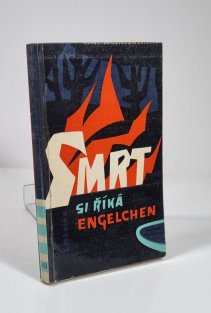 SMRT
SI ŘÍKÁ
ENGELCHEN